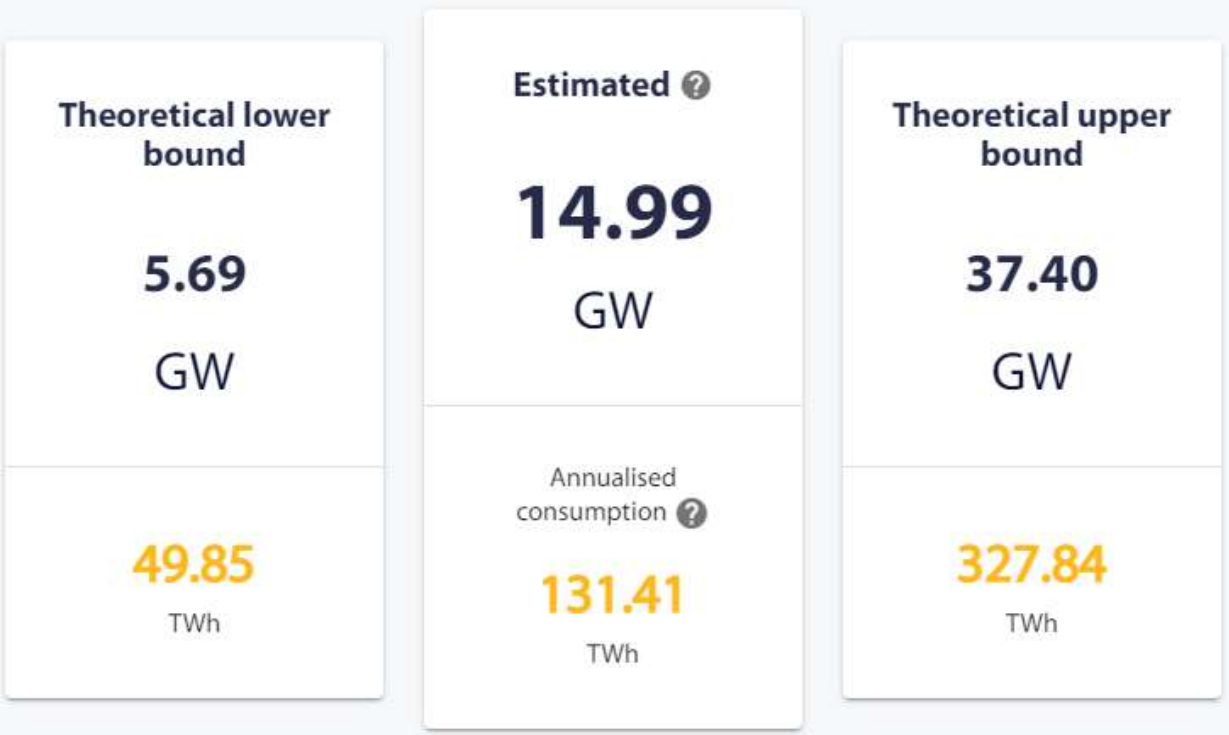 Theoretical lower
bound
5.69
GW
49.85
TWh
Estimated ?
14.99
GW
Annualised
consumption ?
131.41
TWh
Theoretical upper
bound
37.40
GW
327.84
TWh